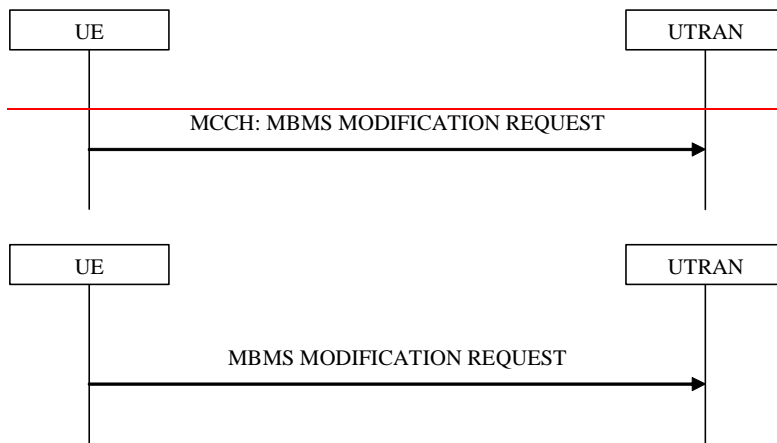 UE UTRAN
MCCH: MBMS MODIFICATION REQUEST
UE UTRAN
MBMS MODIFICATION REQUEST